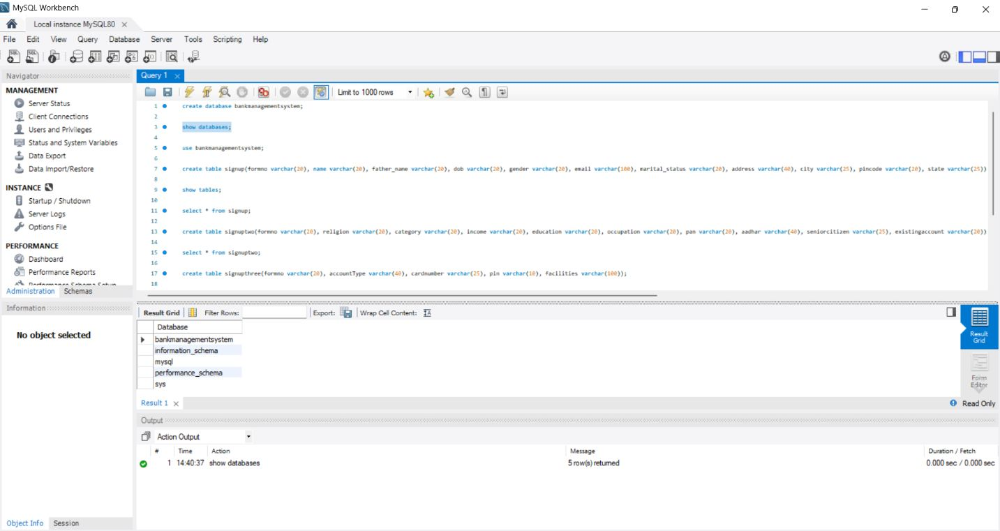 MySQL Workbench
Local instance MySQL80
File Edit View Query Database Server Tools Scripting Help
Navigator
MANAGEMENT
Server Status
Client Connections
Users and Privileges
Status and System Variables
Data Export
Data Import/Restore
INSTANCE
Startup / Shutdown
Server Logs
Options File
PERFORMANCE
Dashboard
Performance Reports
Performance Schema Setup
Administration Schemas
Information
No object selected
Object Info Session
Query 1
Limit to 1000 rows
1 create database bankmanagementsystem;
2
3 show databases;
4
5 use bankmanagementsystem;
6
7 create table signup(formno varchar(20), name varchar(20), father_name varchar(20), dob varchar(20), gender varchar(20), email varchar(100), marital_status varchar(20), address varchar(40), city varchar(25), pincode varchar(20), state varchar(25))
8
9 show tables;
10
11 select * from signup;
12
13 create table signuptwo(formno varchar(20), religion varchar(20), category varchar(20), income varchar(20), education varchar(20), occupation varchar(20), pan varchar(20), aadhar varchar(40), seniorcitizen varchar(25), existingaccount varchar(20))
14
15 select * from signuptwo;
16
17 create table signupthree(formno varchar(20), accountType varchar(40), cardnumber varchar(25), pin varchar(10), facilities varchar(100));
18
Result Grid Filter Rows: Export: Wrap Cell Content:
Database
bankmanagementsystem
information_schema
mysql
performance_schema
sys
Result Grid
Form Editor
Result 1
Read Only
Output
Action Output
# Time Action Message Duration / Fetch
1 14:40:37 show databases 5 row(s) returned 0.000 sec / 0.000 sec